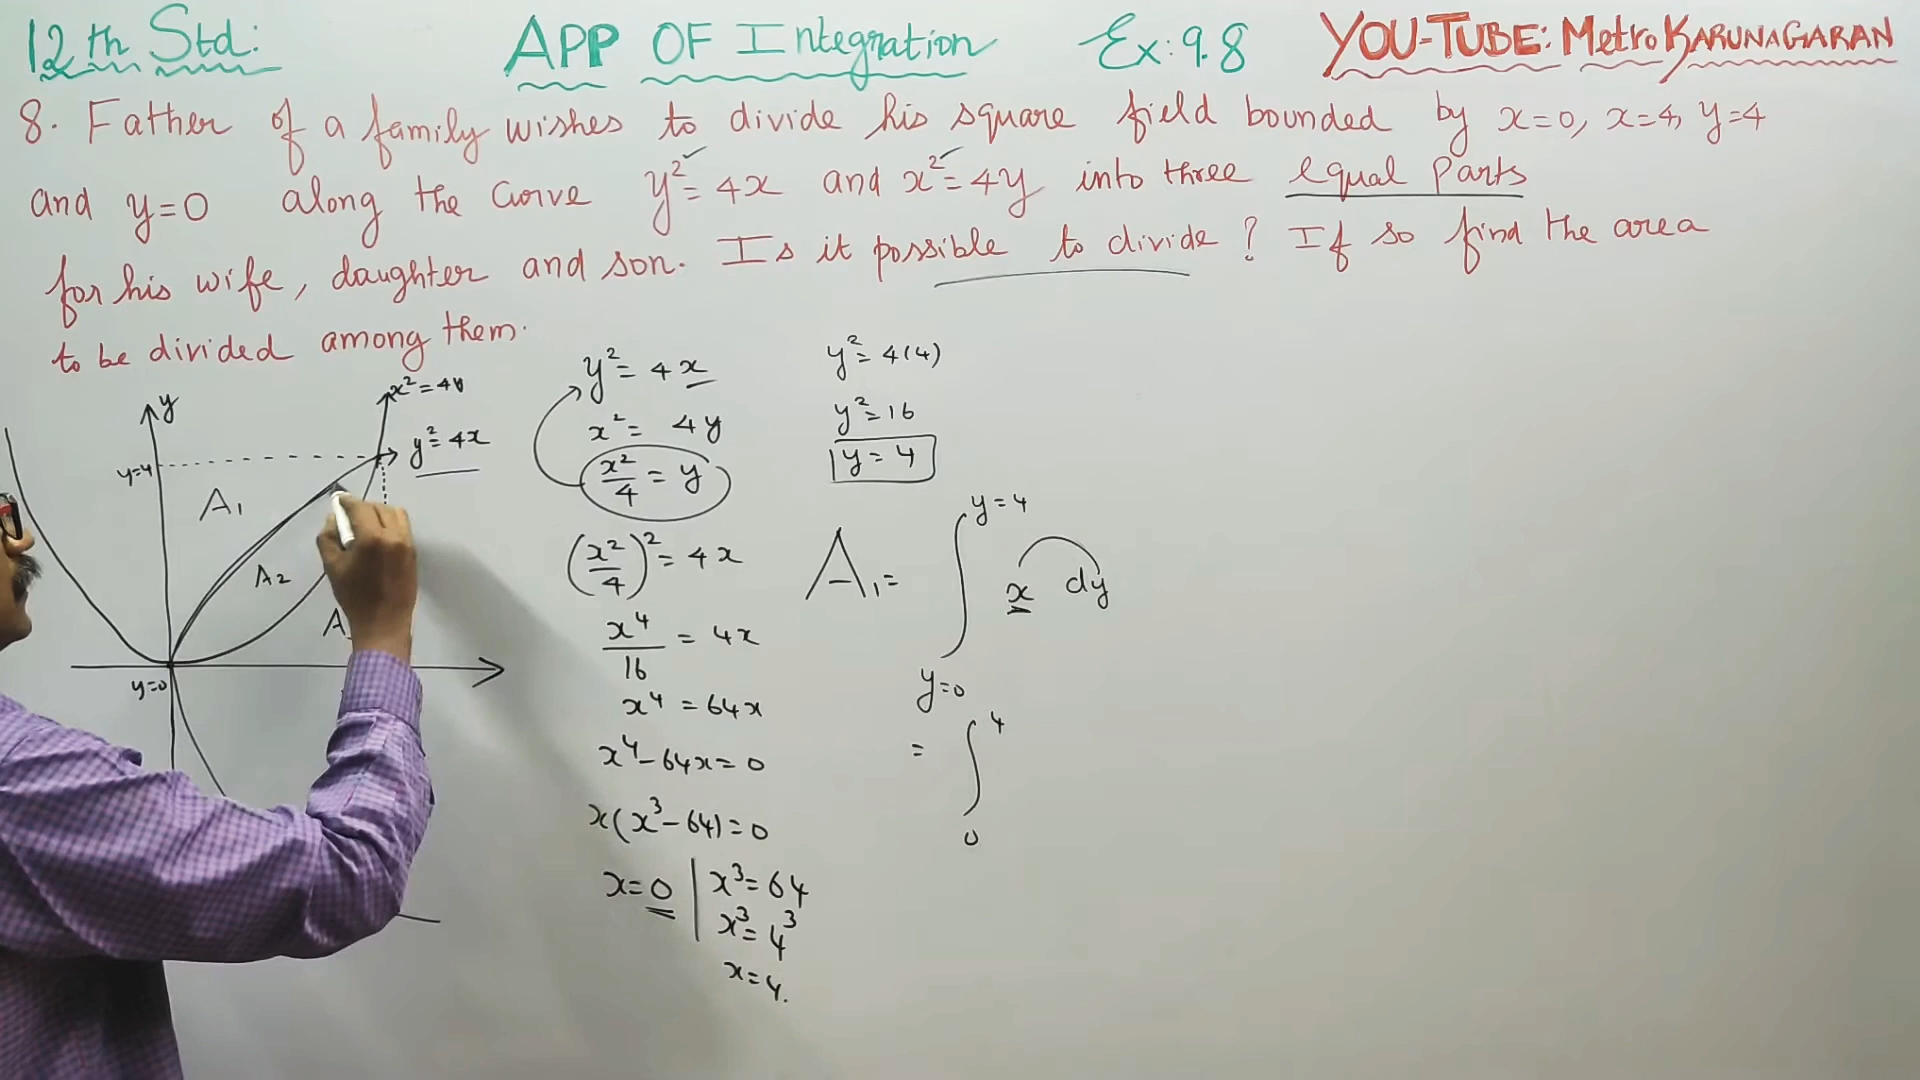 12th Std: APP OF Integration Ex: 9.8 YOU-TUBE: Metro KARUNAGARAN
8. Father of a family wishes to divide his square field bounded by x=0, x=4, y=4
and y=0 along the Curve y²=4x and x²=4y into three equal Parts
for his wife, daughter and son. Is it possible to divide? If so find the area
to be divided among them.
y
x²=4y
y²=4x
y=4
A₁
A₂
y=0
y²=4x
x²=4y
x²/4=y
(x²/4)²=4x
x⁴/16=4x
x⁴=64x
x⁴-64x=0
x(x³-64)=0
x=0 | x³=64
x³=4³
x=4.
y²=4(4)
y²=16
y=4
y=4
A₁= ∫ x dy
y=0
4
= ∫
0